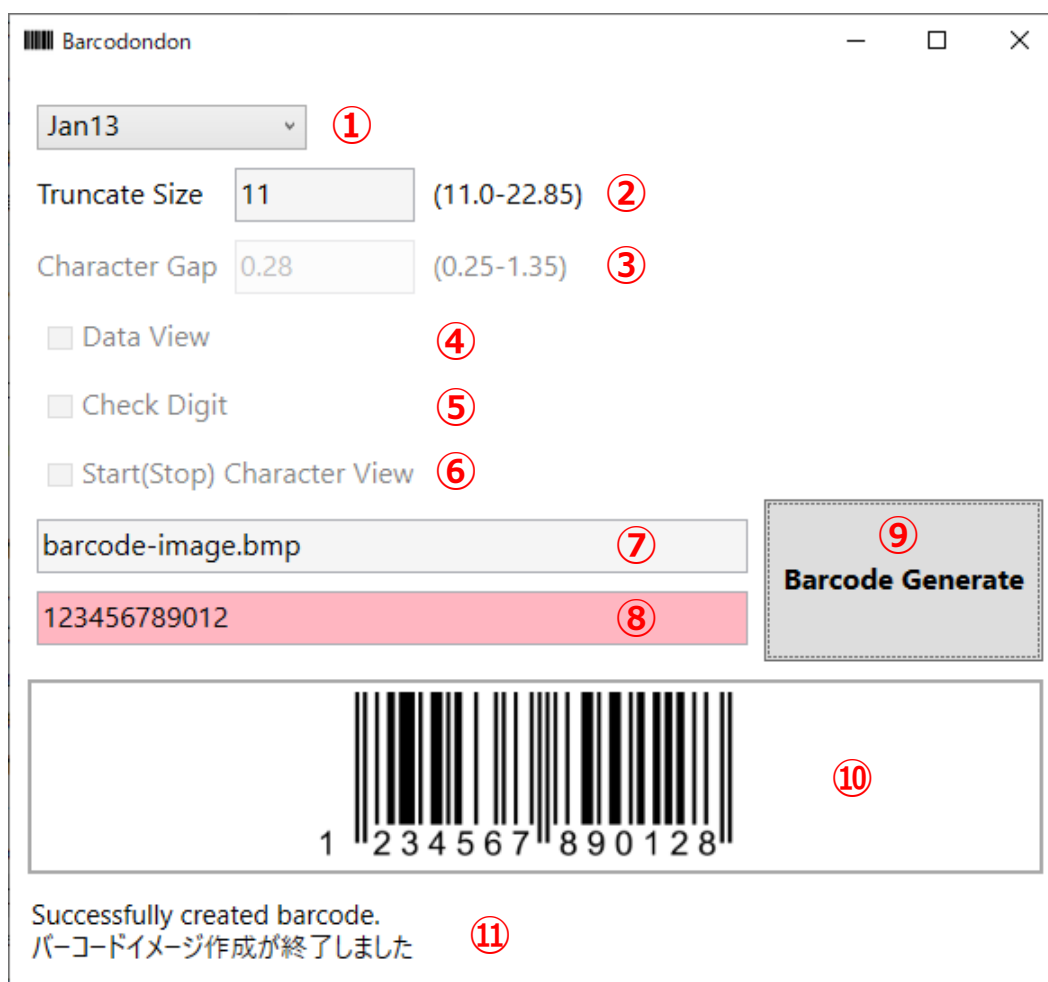 Barcodondon
Jan13 ①
Truncate Size 11 (11.0-22.85) ②
Character Gap 0.28 (0.25-1.35) ③
Data View ④
Check Digit ⑤
Start(Stop) Character View ⑥
barcode-image.bmp ⑦
123456789012 ⑧
⑨
Barcode Generate
⑩
1 234567 890128
Successfully created barcode.
バーコードイメージ作成が終了しました
⑪